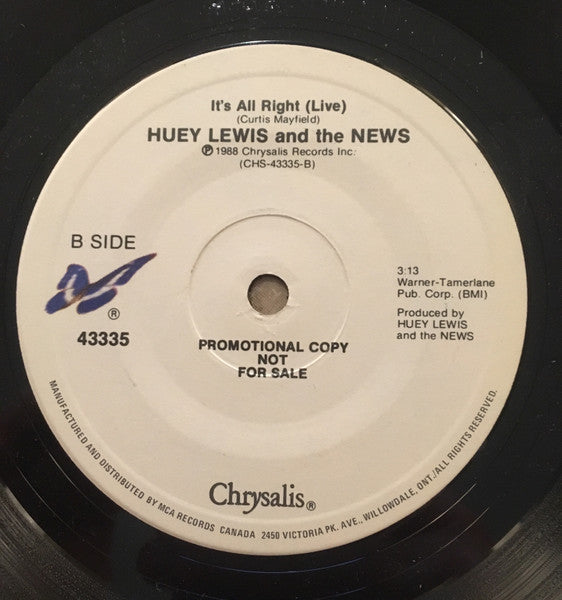 It's All Right (Live)
(Curtis Mayfield)
HUEY LEWIS and the NEWS
℗ 1988 Chrysalis Records Inc.
(CHS-43335-B)
B SIDE
®
43335
3:13
Warner-Tamerlane
Pub. Corp. (BMI)
Produced by
HUEY LEWIS
and the NEWS
PROMOTIONAL COPY
NOT
FOR SALE
Chrysalis®
MANUFACTURED AND DISTRIBUTED BY MCA RECORDS CANADA 2450 VICTORIA PK. AVE., WILLOWDALE, ONT./ALL RIGHTS RESERVED.